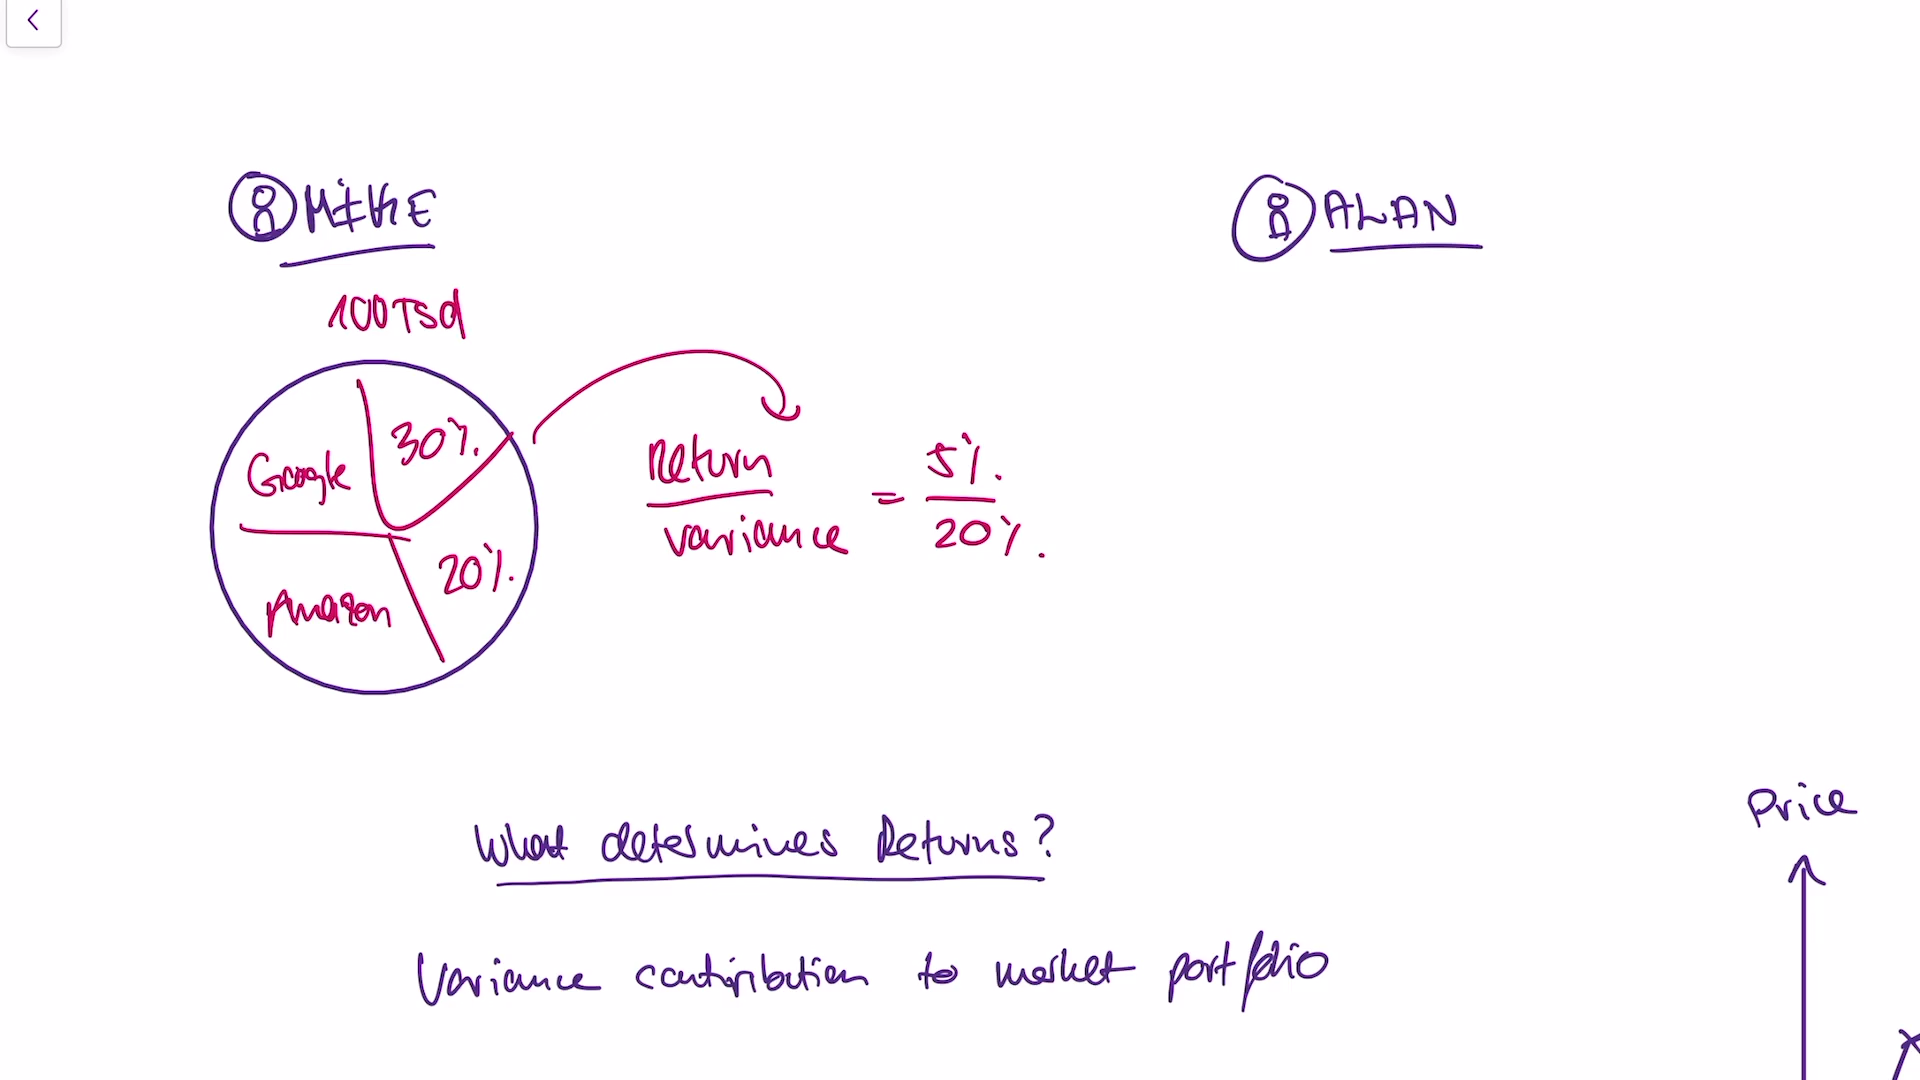 MIKE
ALAN
100Tsd
30%.
Google
20%.
Amazon
Return
variance
=
5%.
20%.
What determines Returns?
Variance contribution to market portfolio
Price